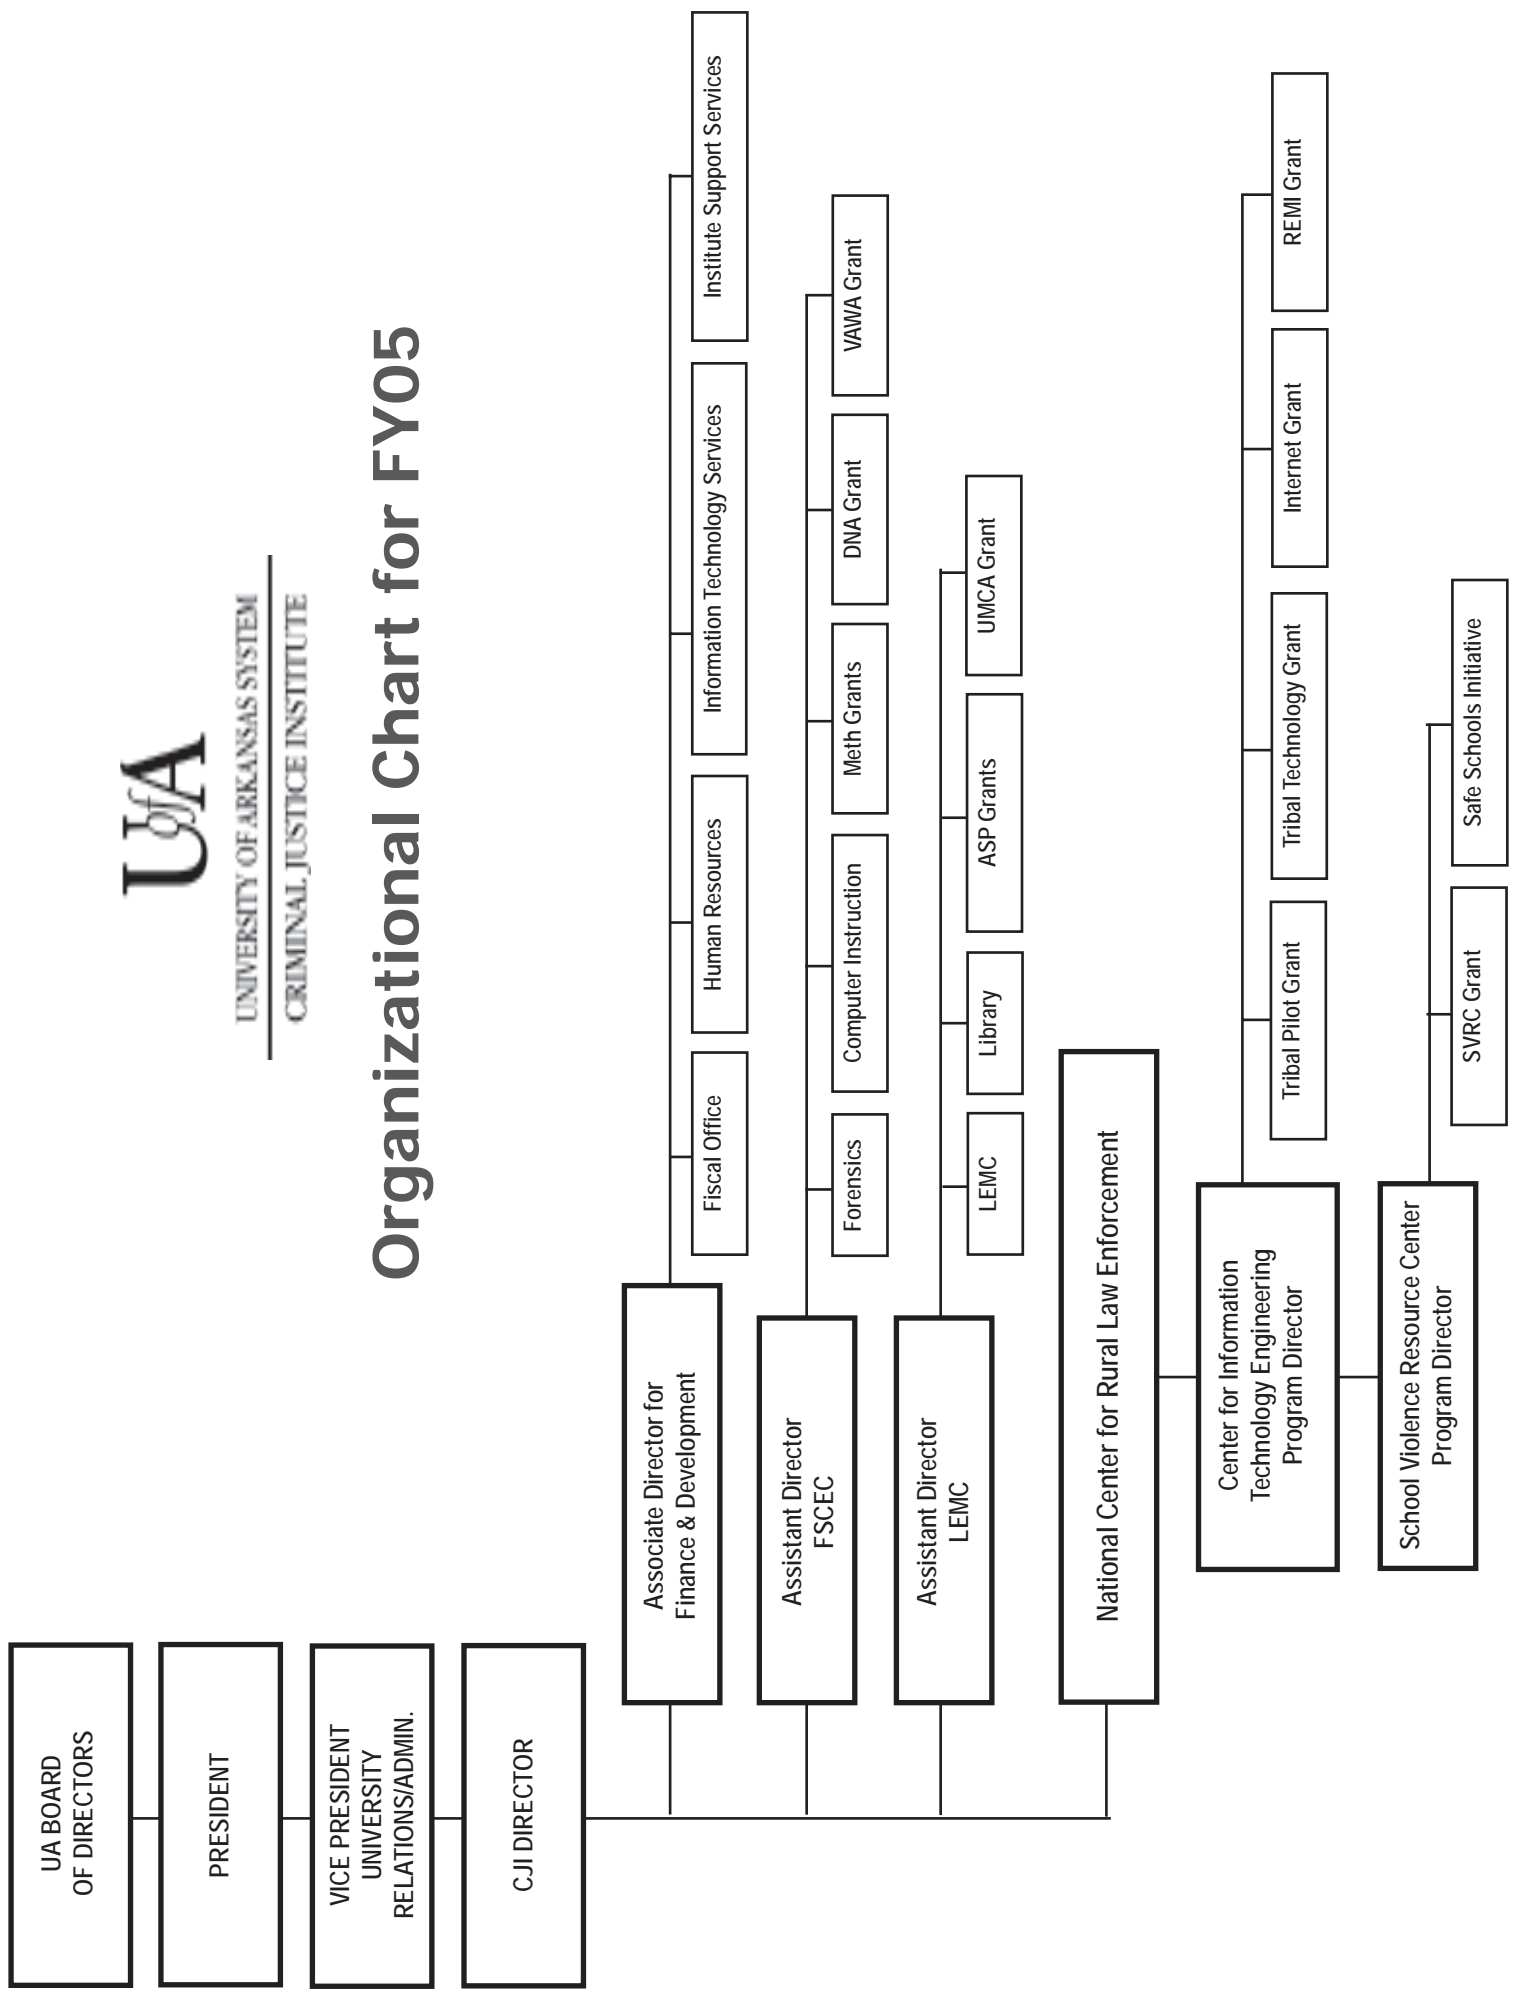 UofA
UNIVERSITY OF ARKANSAS SYSTEM
CRIMINAL JUSTICE INSTITUTE
Organizational Chart for FY05
UA BOARD
OF DIRECTORS
PRESIDENT
VICE PRESIDENT
UNIVERSITY
RELATIONS/ADMIN.
CJI DIRECTOR
Associate Director for
Finance & Development
Fiscal Office
Human Resources
Information Technology Services
Institute Support Services
Assistant Director
FSCEC
Forensics
Computer Instruction
Meth Grants
DNA Grant
VAWA Grant
Assistant Director
LEMC
LEMC
Library
ASP Grants
UMCA Grant
National Center for Rural Law Enforcement
Center for Information
Technology Engineering
Program Director
Tribal Pilot Grant
Tribal Technology Grant
Internet Grant
REMI Grant
School Violence Resource Center
Program Director
SVRC Grant
Safe Schools Initiative